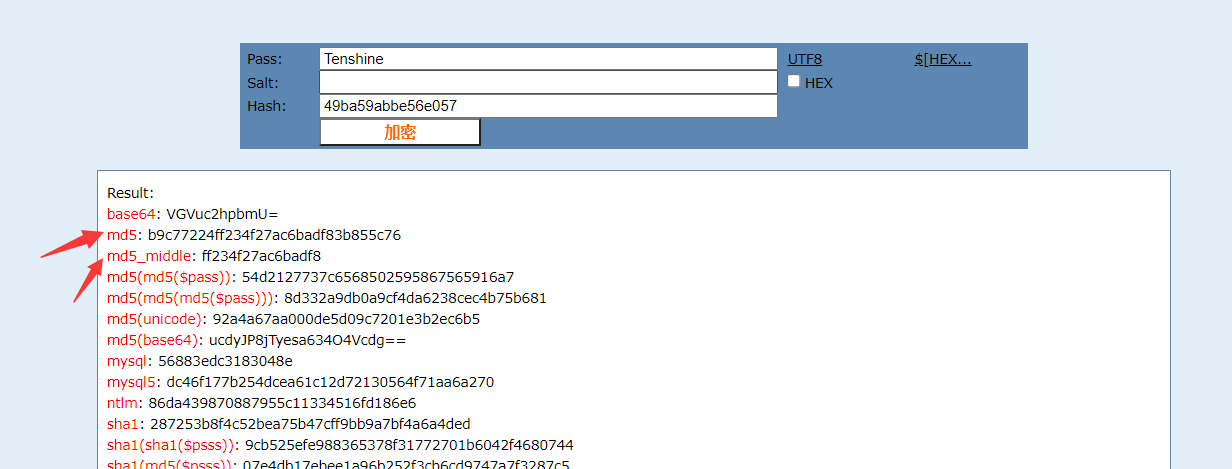 Pass: Tenshine UTF8 $[HEX...
Salt: HEX
Hash: 49ba59abbe56e057
加密
Result:
base64: VGVuc2hpbmU=
md5: b9c77224ff234f27ac6badf83b855c76
md5_middle: ff234f27ac6badf8
md5(md5($pass)): 54d2127737c6568502595867565916a7
md5(md5(md5($pass))): 8d332a9db0a9cf4da6238cec4b75b681
md5(unicode): 92a4a67aa000de5d09c7201e3b2ec6b5
md5(base64): ucdyJP8jTyesa634O4Vcdg==
mysql: 56883edc3183048e
mysql5: dc46f177b254dcea61c12d72130564f71aa6a270
ntlm: 86da439870887955c11334516fd186e6
sha1: 287253b8f4c52bea75b47cff9bb9a7bf4a6a4ded
sha1(sha1($psss)): 9cb525efe988365378f31772701b6042f4680744
sha1(md5($psss)): 07e4db17ebee1a96b252f3cb6cd9747a7f3287c5